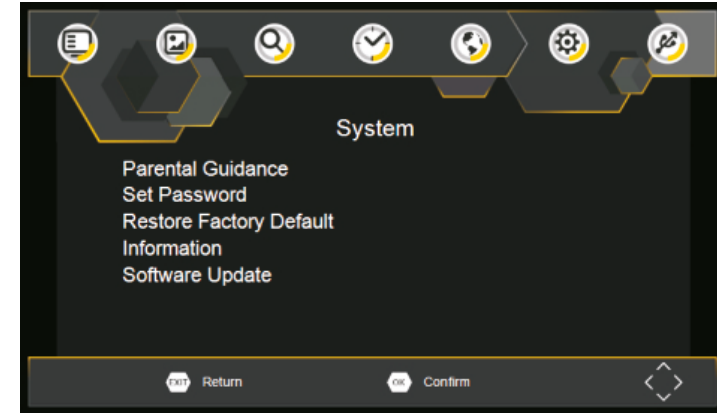 System
Parental Guidance
Set Password
Restore Factory Default
Information
Software Update
EXIT Return OK Confirm